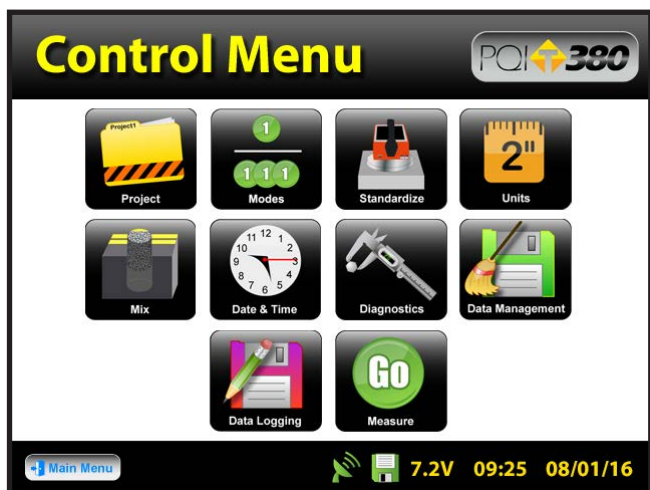 Control Menu
PQI T 380
Project1
1
1 1 1
2"
Project
Modes
Standardize
Units
11 12 1
10 2
9 3
8 4
7 6 5
Mix
Date & Time
Diagnostics
Data Management
Go
Data Logging
Measure
Main Menu
7.2V 09:25 08/01/16